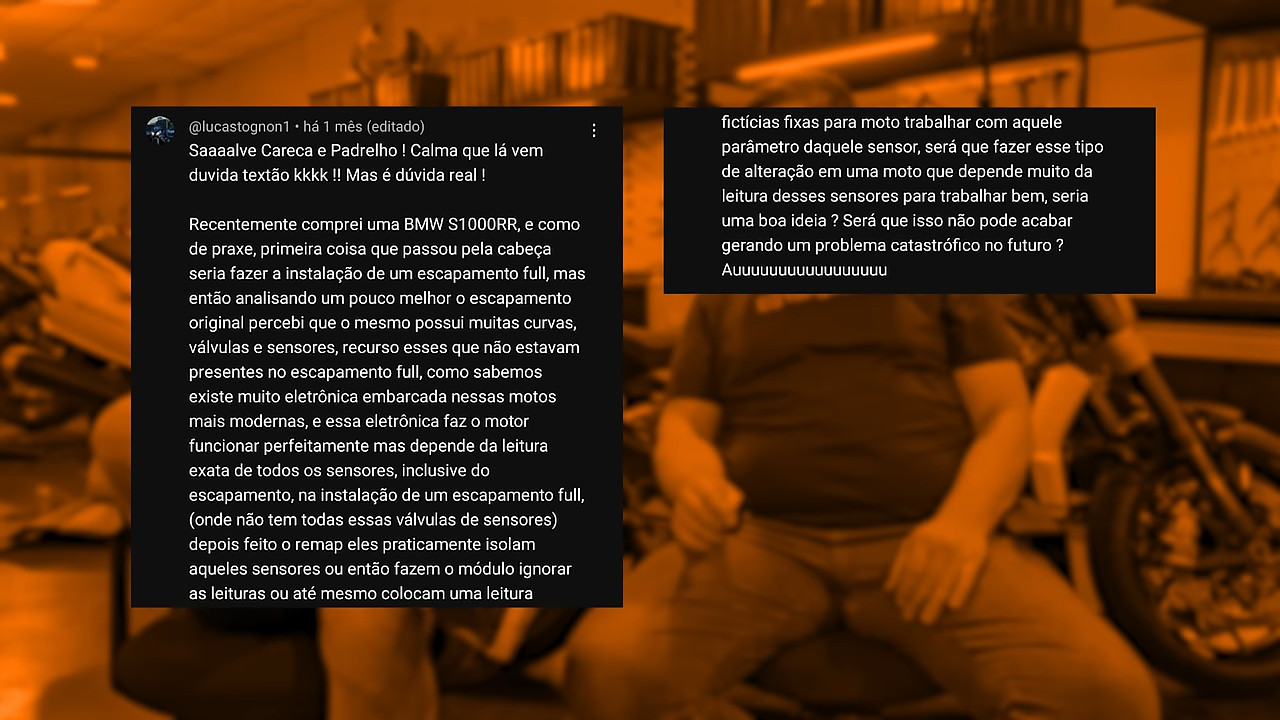 @lucastognon1 • há 1 mês (editado)
Saaaalve Careca e Padrelho ! Calma que lá vem
duvida textão kkkk !! Mas é dúvida real !
Recentemente comprei uma BMW S1000RR, e como
de praxe, primeira coisa que passou pela cabeça
seria fazer a instalação de um escapamento full, mas
então analisando um pouco melhor o escapamento
original percebi que o mesmo possui muitas curvas,
válvulas e sensores, recurso esses que não estavam
presentes no escapamento full, como sabemos
existe muito eletrônica embarcada nessas motos
mais modernas, e essa eletrônica faz o motor
funcionar perfeitamente mas depende da leitura
exata de todos os sensores, inclusive do
escapamento, na instalação de um escapamento full,
(onde não tem todas essas válvulas de sensores)
depois feito o remap eles praticamente isolam
aqueles sensores ou então fazem o módulo ignorar
as leituras ou até mesmo colocam uma leitura
fictícias fixas para moto trabalhar com aquele
parâmetro daquele sensor, será que fazer esse tipo
de alteração em uma moto que depende muito da
leitura desses sensores para trabalhar bem, seria
uma boa ideia ? Será que isso não pode acabar
gerando um problema catastrófico no futuro ?
Auuuuuuuuuuuuuuuuu